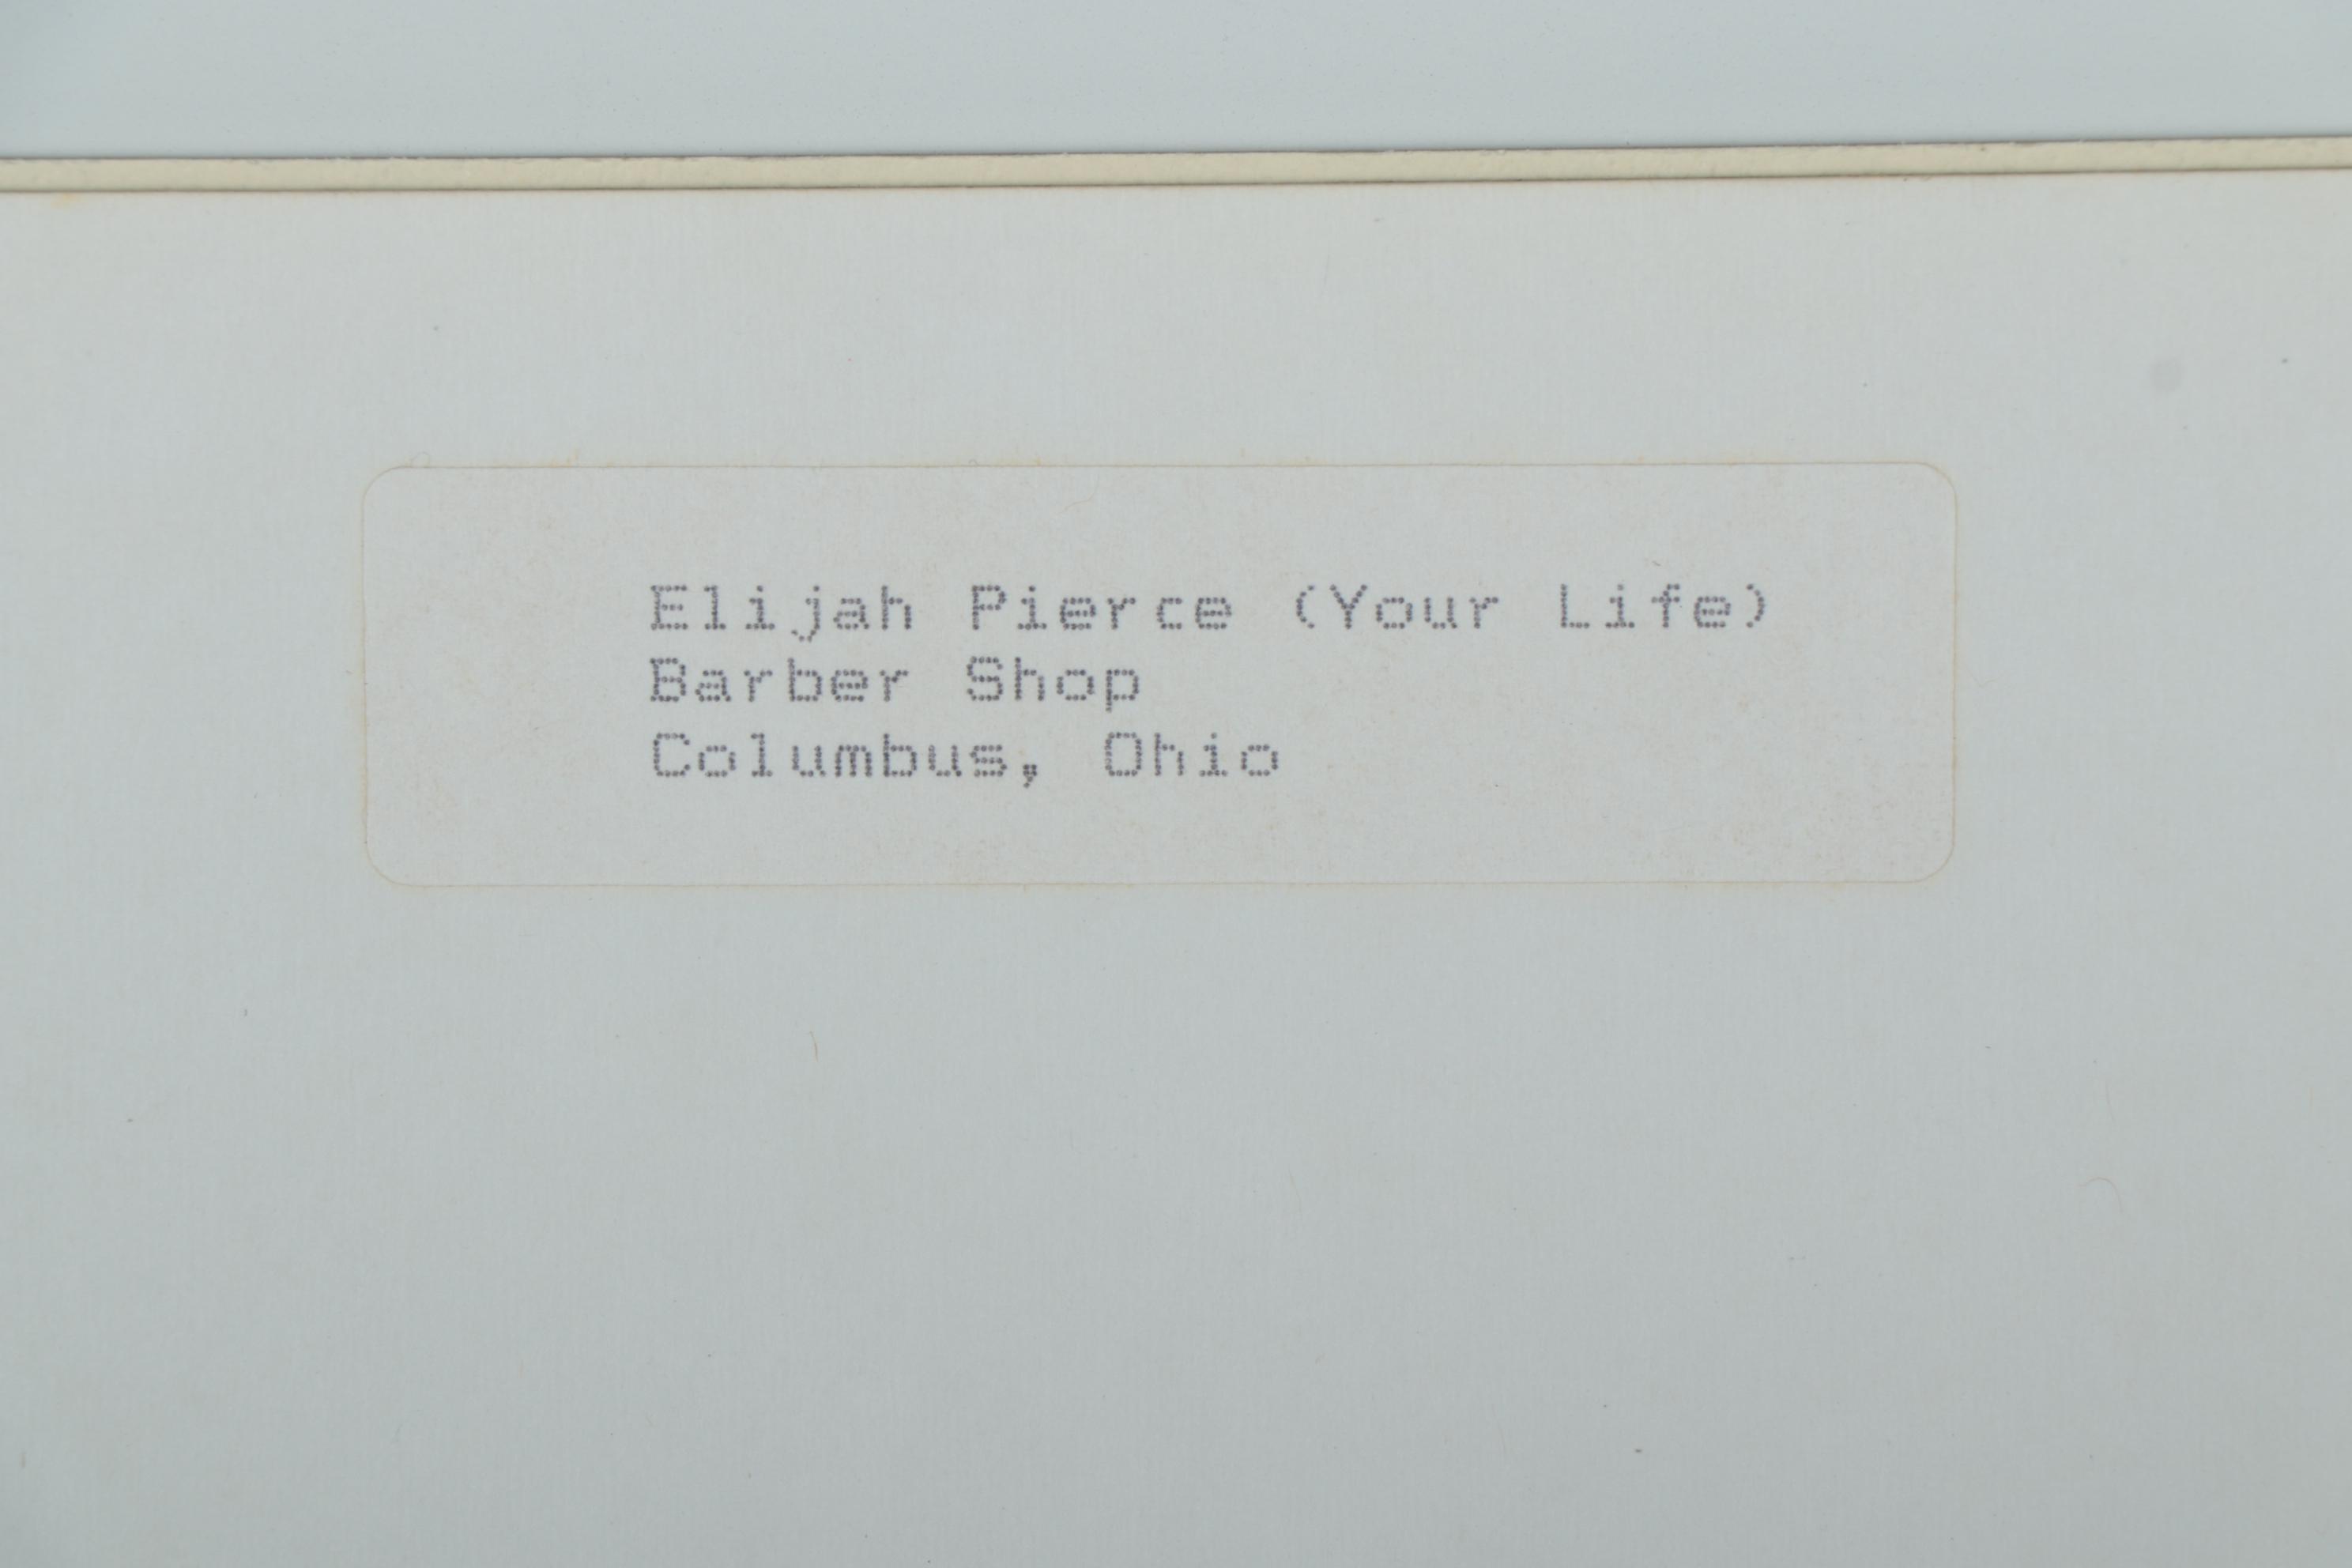 Elijah Pierce (Your Life)
Barber Shop
Columbus, Ohio